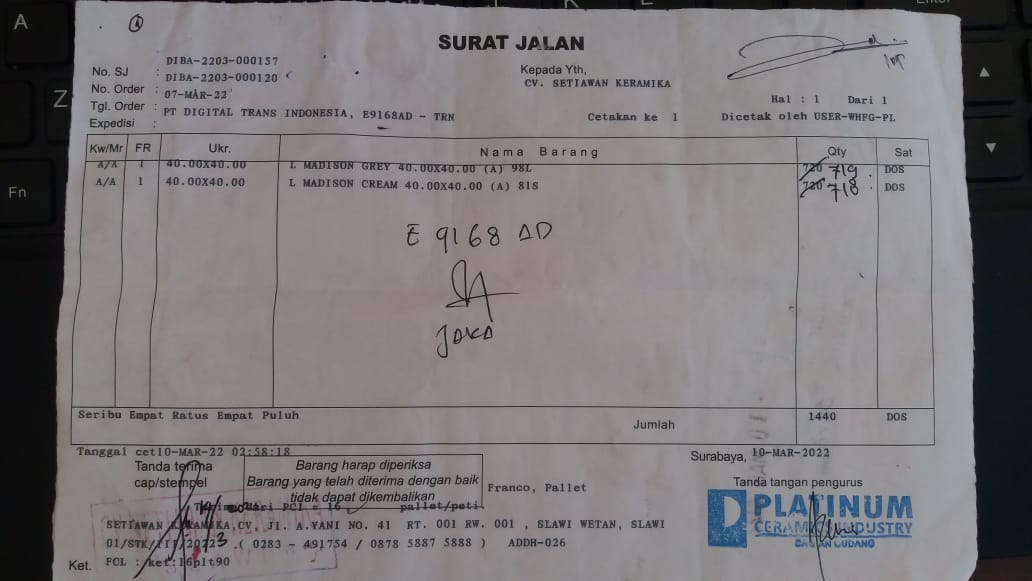 SURAT JALAN
No. SJ : DIBA-2203-000157
No. Order : DIBA-2203-000120
Tgl. Order : 07-MAR-22
Expedisi : PT DIGITAL TRANS INDONESIA, E9168AD - TRN
Kepada Yth,
CV. SETIAWAN KERAMIKA
Hal : 1 Dari 1
Cetakan ke 1 Dicetak oleh USER-WHFG-PL
Kw/Mr FR Ukr. Nama Barang Qty Sat
A/A 1 40.00X40.00 L MADISON GREY 40.00X40.00 (A) 98L 720 719 DOS
A/A 1 40.00X40.00 L MADISON CREAM 40.00X40.00 (A) 81S 720 718 DOS
E 9168 AD
JAKA
Seribu Empat Ratus Empat Puluh Jumlah 1440 DOS
Tanggal cet10-MAR-22 02:58:18
Surabaya, 10-MAR-2022
Tanda terima
cap/stempel
Barang harap diperiksa
Barang yang telah diterima dengan baik
tidak dapat dikembalikan
Franco, Pallet
Tanda tangan pengurus
PCI = 16 pallet/peti.
PLATINUM
CERAMICS INDUSTRY
BAGIAN GUDANG
SETIAWAN KERAMIKA,CV, Jl. A.YANI NO. 41 RT. 001 RW. 001 , SLAWI WETAN, SLAWI
01/STK/ ( 0283 - 491754 / 0878 5887 5888 ) ADDH-026
Ket. FCL : ket:16plt90